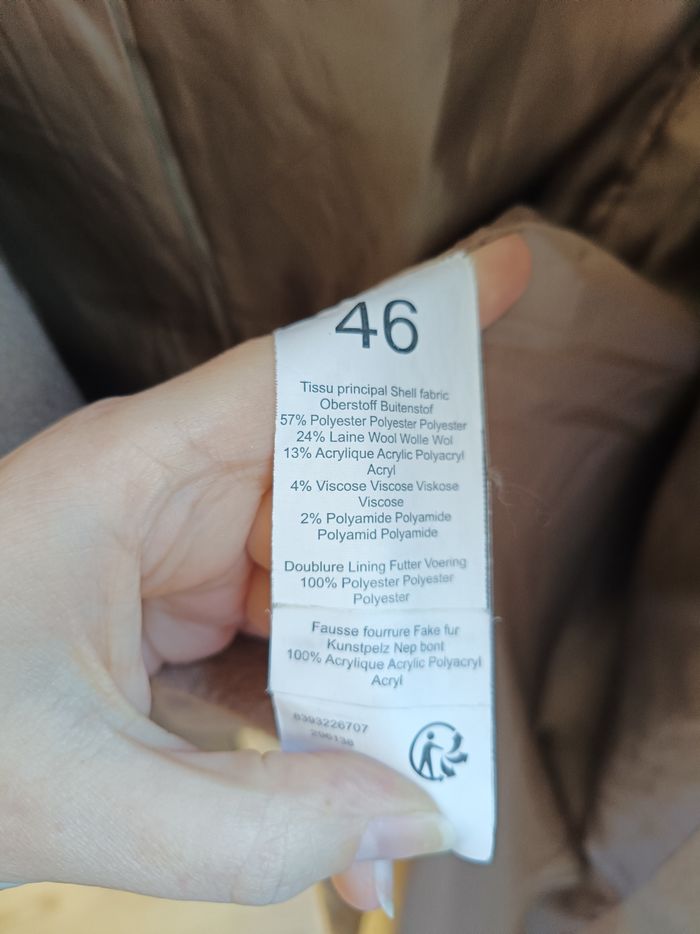 46
Tissu principal Shell fabric
Oberstoff Buitenstof
57% Polyester Polyester Polyester
24% Laine Wool Wolle Wol
13% Acrylique Acrylic Polyacryl
Acryl
4% Viscose Viscose Viskose
Viscose
2% Polyamide Polyamide
Polyamid Polyamide
Doublure Lining Futter Voering
100% Polyester Polyester
Polyester
Fausse fourrure Fake fur
Kunstpelz Nep bont
100% Acrylique Acrylic Polyacryl
Acryl
8393226707
296138